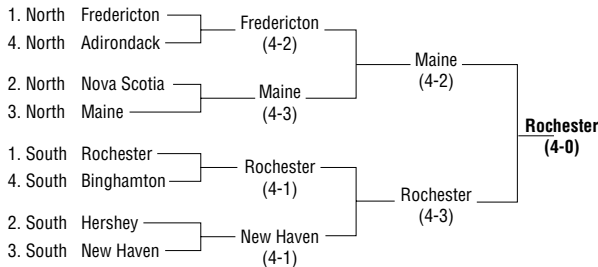 1. North Fredericton
4. North Adirondack
Fredericton
(4-2)
2. North Nova Scotia
3. North Maine
Maine
(4-3)
Maine
(4-2)
1. South Rochester
4. South Binghamton
Rochester
(4-1)
2. South Hershey
3. South New Haven
New Haven
(4-1)
Rochester
(4-3)
Rochester
(4-0)